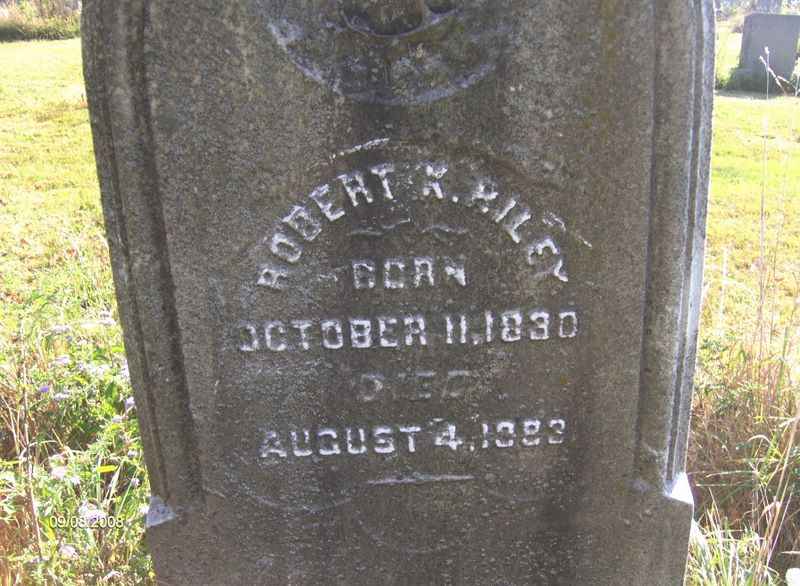 ROBERT K. RILEY
BORN
OCTOBER 11, 1830
DIED
AUGUST 4, 1883
09/08/2008